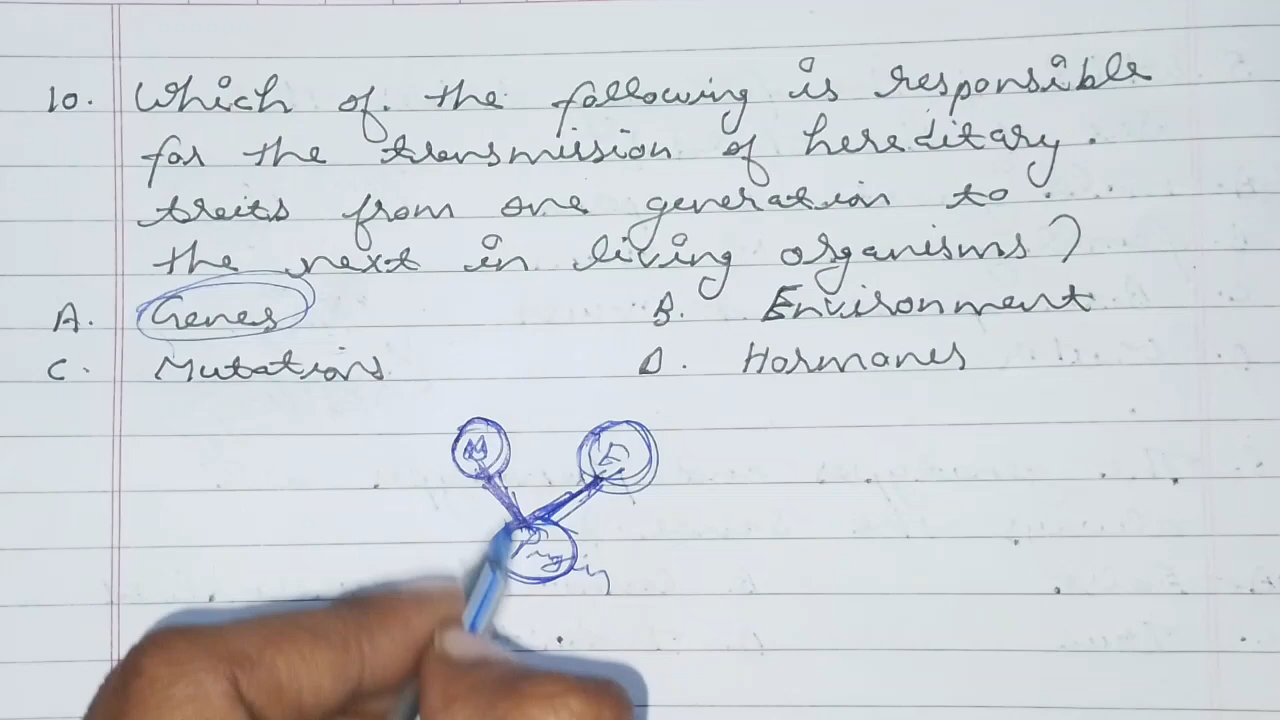 10. Which of the following is responsible
for the transmission of hereditary
traits from one generation to
the next in living organisms?
A. Genes B. Environment
C. Mutations D. Hormones
M